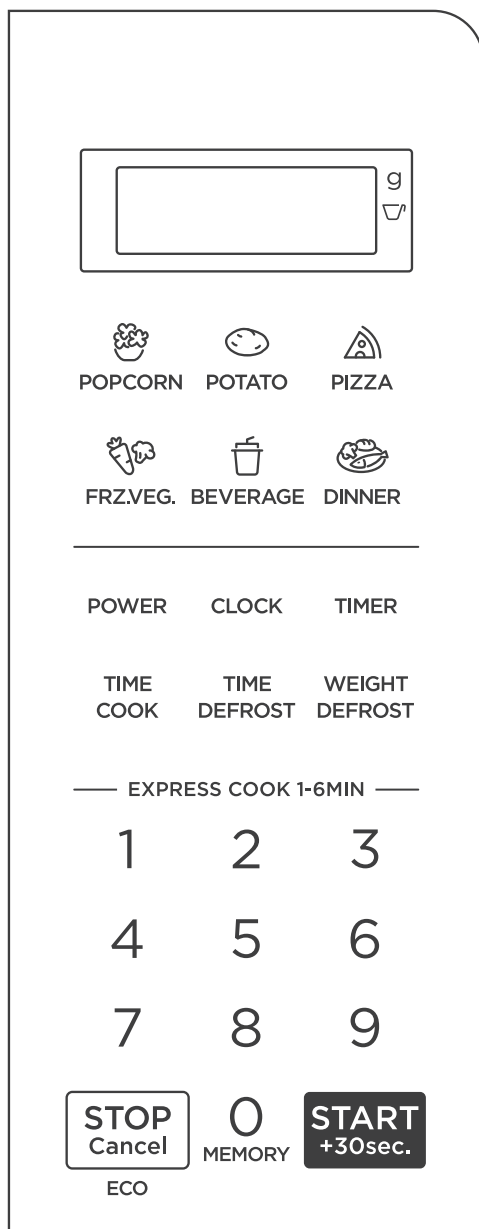 g
POPCORN POTATO PIZZA
FRZ.VEG. BEVERAGE DINNER
POWER CLOCK TIMER
TIME TIME WEIGHT
COOK DEFROST DEFROST
EXPRESS COOK 1-6MIN
1 2 3
4 5 6
7 8 9
STOP 0 START
Cancel MEMORY +30sec.
ECO